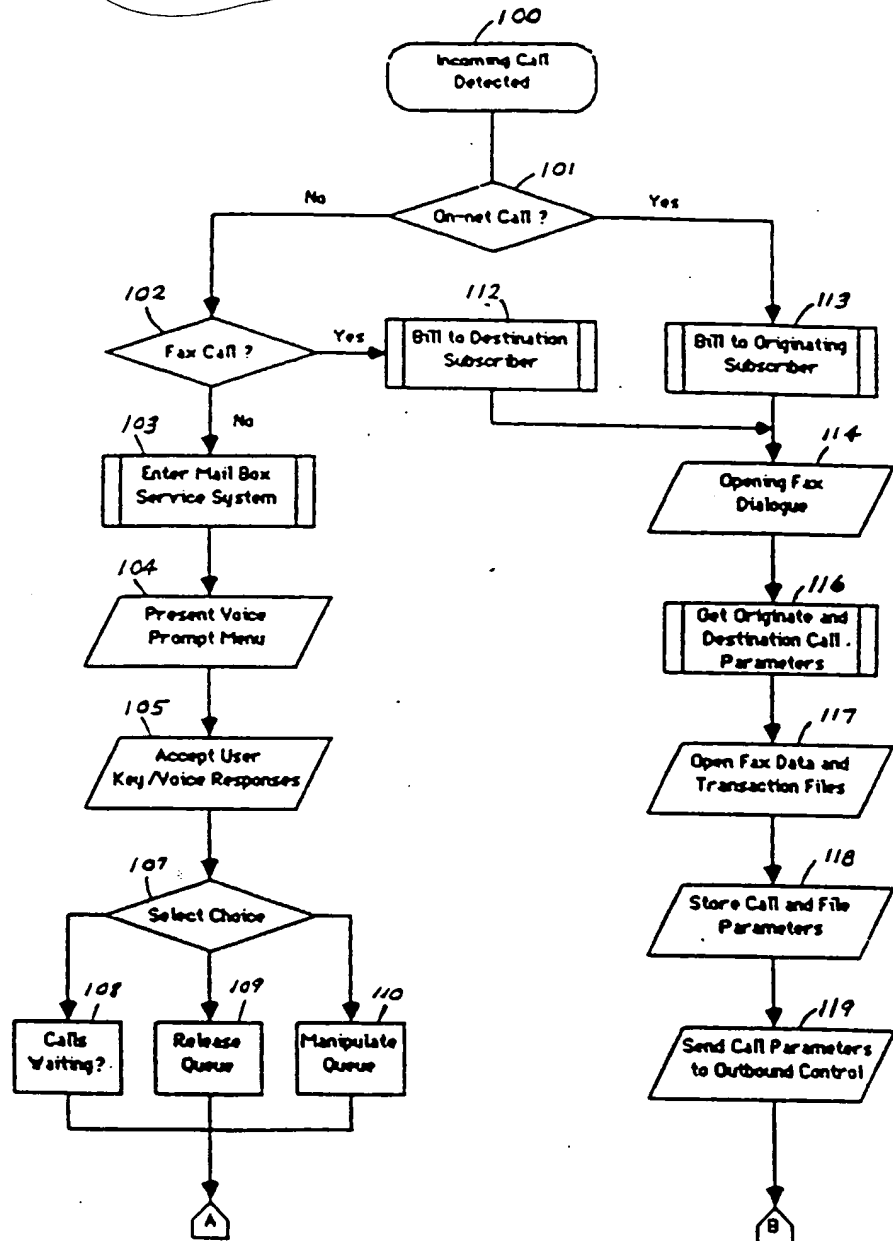 100
Incoming Call
Detected
101
No
On-net Call ?
Yes
102
Fax Call ?
Yes
112
Bill to Destination
Subscriber
113
Bill to Originating
Subscriber
No
103
Enter Mail Box
Service System
114
Opening Fax
Dialogue
104
Present Voice
Prompt Menu
116
Get Originate and
Destination Call
Parameters
105
Accept User
Key/Voice Responses
117
Open Fax Data and
Transaction Files
107
Select Choice
118
Store Call and File
Parameters
108
Calls
Waiting?
109
Release
Queue
110
Manipulate
Queue
119
Send Call Parameters
to Outbound Control
A
B